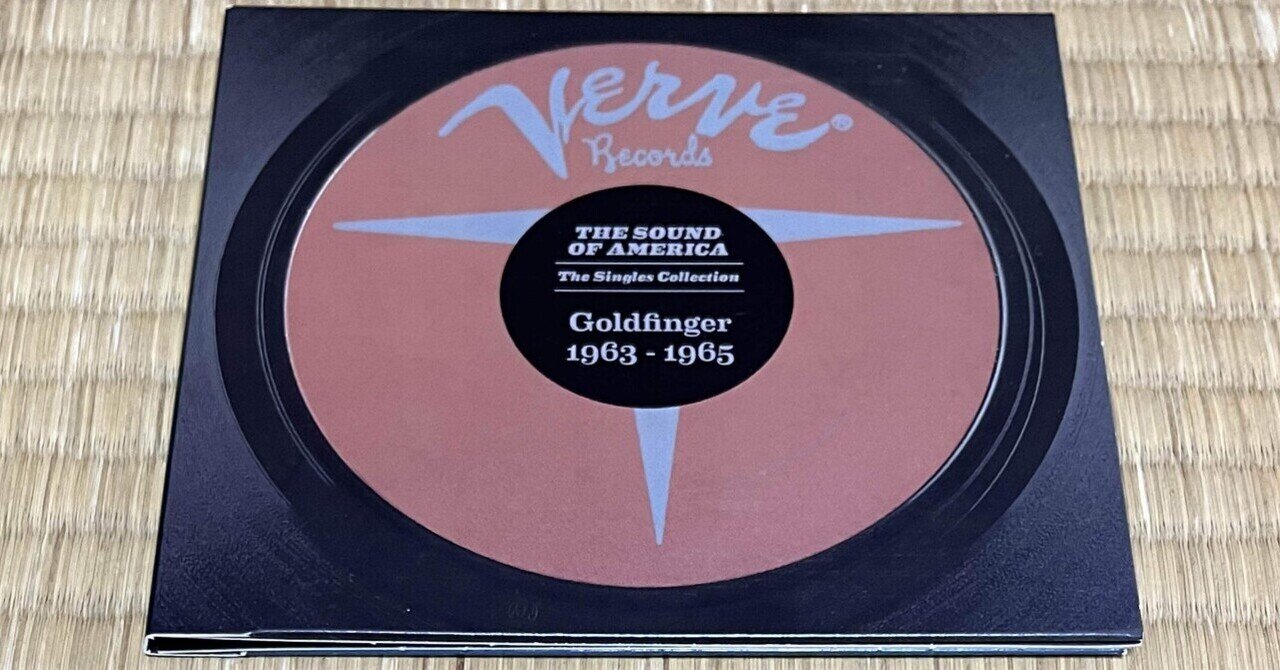 Verve®
Records
THE SOUND
OF AMERICA
The Singles Collection
Goldfinger
1963 - 1965